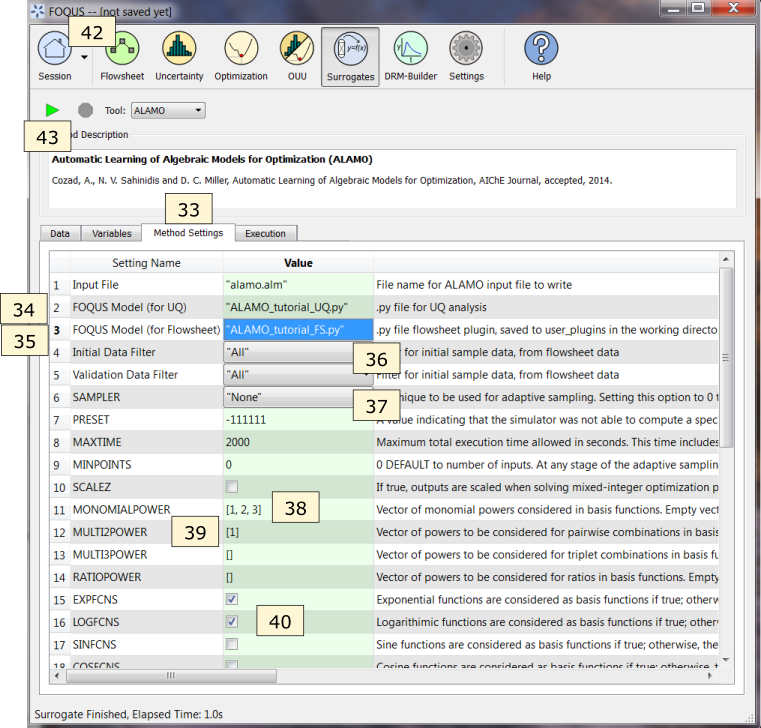 FOQUS -- [not saved yet]
42
Session
Flowsheet
Uncertainty
Optimization
OUU
y=f(x)
Surrogates
DRM-Builder
Settings
Help
Tool:
ALAMO
43
d Description
Automatic Learning of Algebraic Models for Optimization (ALAMO)
Cozad, A., N. V. Sahinidis and D. C. Miller, Automatic Learning of Algebraic Models for Optimization, AIChE Journal, accepted, 2014.
33
Data
Variables
Method Settings
Execution
Setting Name Value
1 Input File "alamo.alm" File name for ALAMO input file to write
34
2 FOQUS Model (for UQ) "ALAMO_tutorial_UQ.py" .py file for UQ analysis
35
3 FOQUS Model (for Flowsheet) "ALAMO_tutorial_FS.py" .py file flowsheet plugin, saved to user_plugins in the working directo
4 Initial Data Filter "All" for initial sample data, from flowsheet data
36
5 Validation Data Filter "All" Filter for initial sample data, from flowsheet data
6 SAMPLER "None" ique to be used for adaptive sampling. Setting this option to 0 t
37
7 PRESET -111111 A value indicating that the simulator was not able to compute a spec
8 MAXTIME 2000 Maximum total execution time allowed in seconds. This time includes
9 MINPOINTS 0 0 DEFAULT to number of inputs. At any stage of the adaptive samplin
10 SCALEZ If true, outputs are scaled when solving mixed-integer optimization p
11 MONOMIALPOWER [1, 2, 3] 38 Vector of monomial powers considered in basis functions. Empty vect
12 MULTI2POWER 39 [1] Vector of powers to be considered for pairwise combinations in basis
13 MULTI3POWER [] Vector of powers to be considered for triplet combinations in basis fu
14 RATIOPOWER [] Vector of powers to be considered for ratios in basis functions. Empty
15 EXPFCNS Exponential functions are considered as basis functions if true; otherw
16 LOGFCNS 40 Logarithimic functions are considered as basis functions if true; other
17 SINFCNS Sine functions are considered as basis functions if true; otherwise, the
18 COSFCNS Cosine functions are considered as basis functions if true; otherwise, t
Surrogate Finished, Elapsed Time: 1.0s